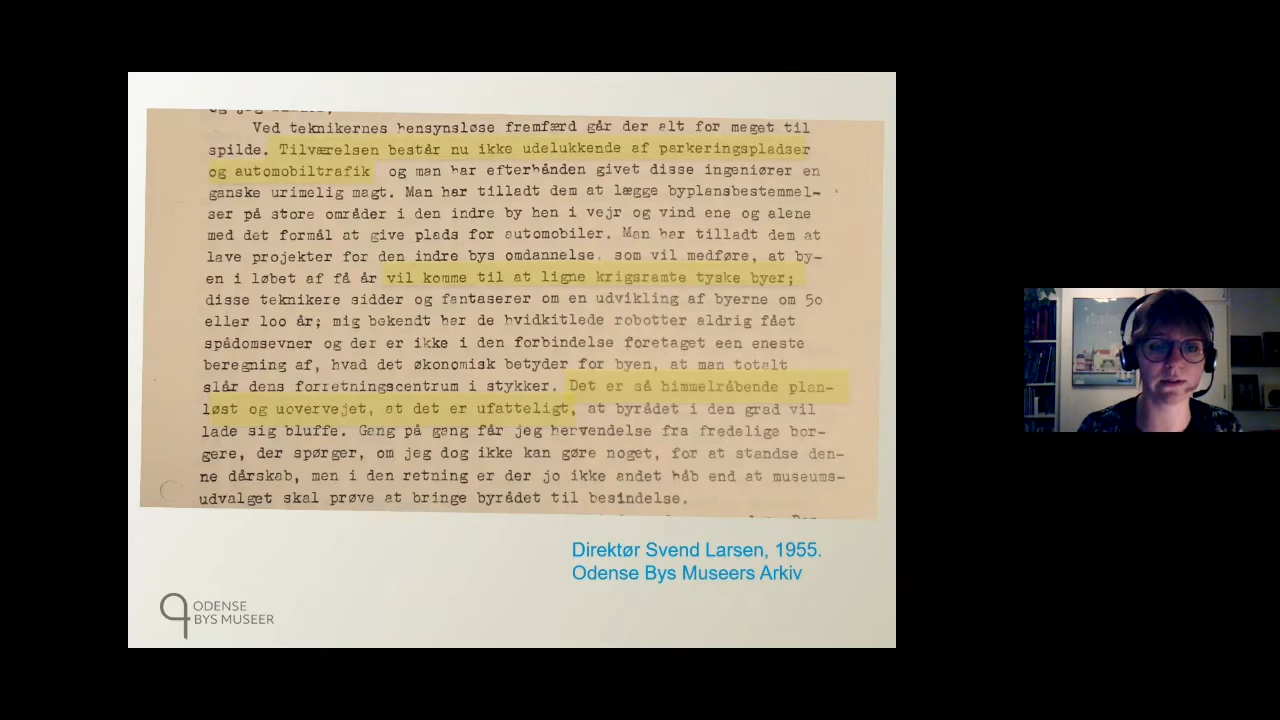 Ved teknikernes hensynsløse fremfærd går der alt for meget til
spilde. Tilværelsen består nu ikke udelukkende af parkeringspladser
og automobiltrafik og man har efterhånden givet disse ingeniører en
ganske urimelig magt. Man har tilladt dem at lægge byplansbestemmel-
ser på store områder i den indre by hen i vejr og vind ene og alene
med det formål at give plads for automobiler. Man har tilladt dem at
lave projekter for den indre bys omdannelse, som vil medføre, at by-
en i løbet af få år vil komme til at ligne krigsramte tyske byer;
disse teknikere sidder og fantaserer om en udvikling af byerne om 50
eller loo år; mig bekendt har de hvidkitlede robotter aldrig fået
spådomsevner og der er ikke i den forbindelse foretaget een eneste
beregning af, hvad det økonomisk betyder for byen, at man totalt
slår dens forretningscentrum i stykker. Det er så himmelråbende plan-
løst og uovervejet, at det er ufatteligt, at byrådet i den grad vil
lade sig bluffe. Gang på gang får jeg henvendelse fra fredelige bor-
gere, der spørger, om jeg dog ikke kan gøre noget, for at standse den-
ne dårskab, men i den retning er der jo ikke andet håb end at museums-
udvalget skal prøve at bringe byrådet til besindelse.
Direktør Svend Larsen, 1955.
Odense Bys Museers Arkiv
ODENSE
BYS MUSEER